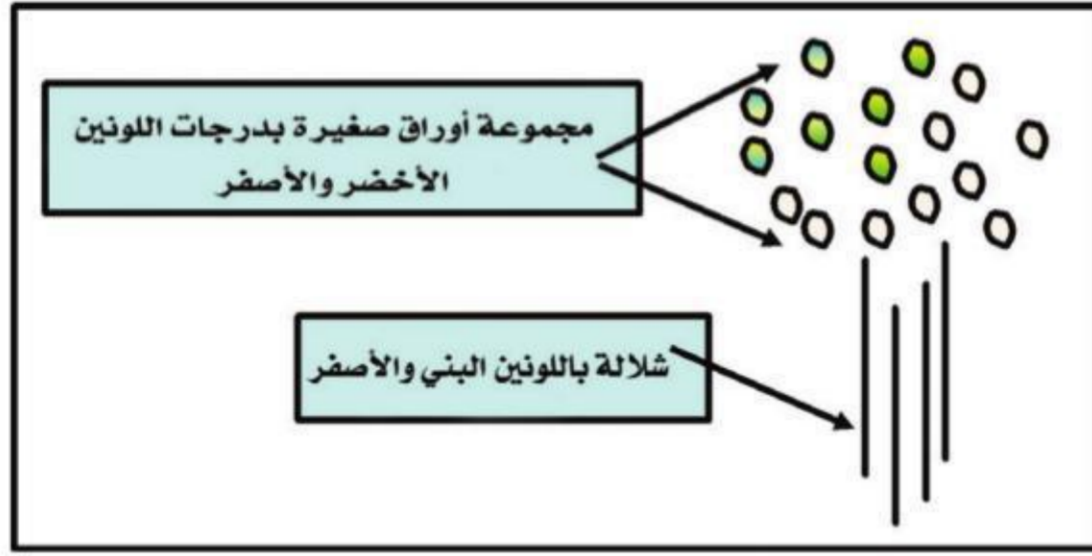 مجموعة أوراق صغيرة بدرجات اللونين
الأخضر والأصفر
شلالة باللونين البني والأصفر